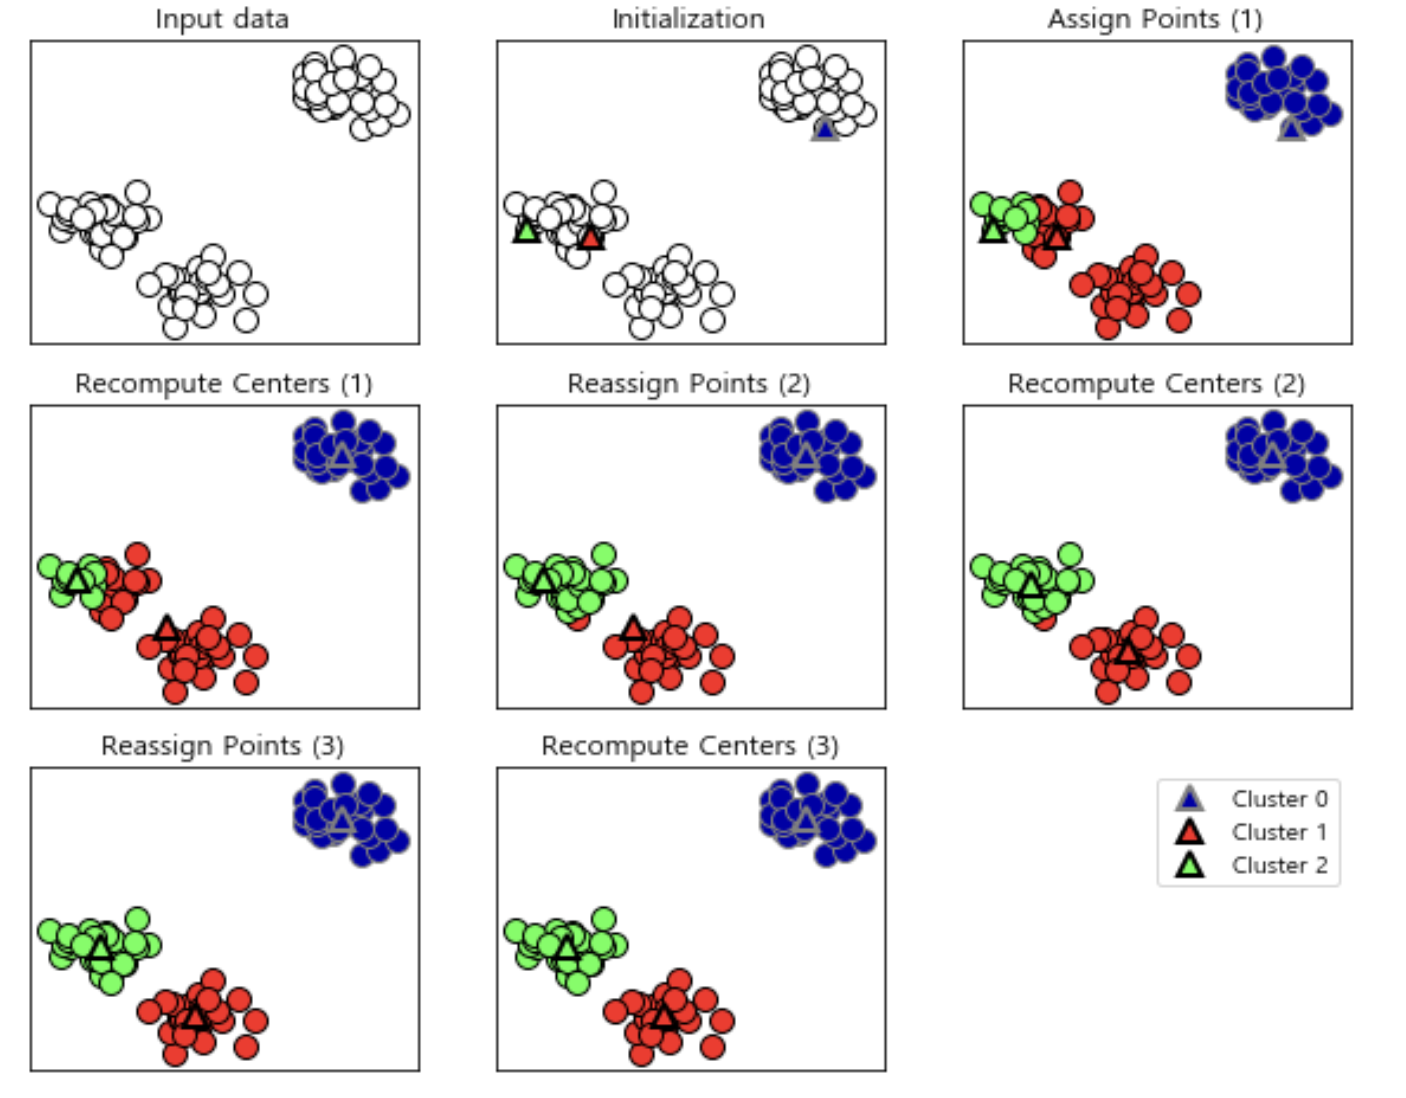 Input data
Initialization
Assign Points (1)
Recompute Centers (1)
Reassign Points (2)
Recompute Centers (2)
Reassign Points (3)
Recompute Centers (3)
Cluster 0
Cluster 1
Cluster 2